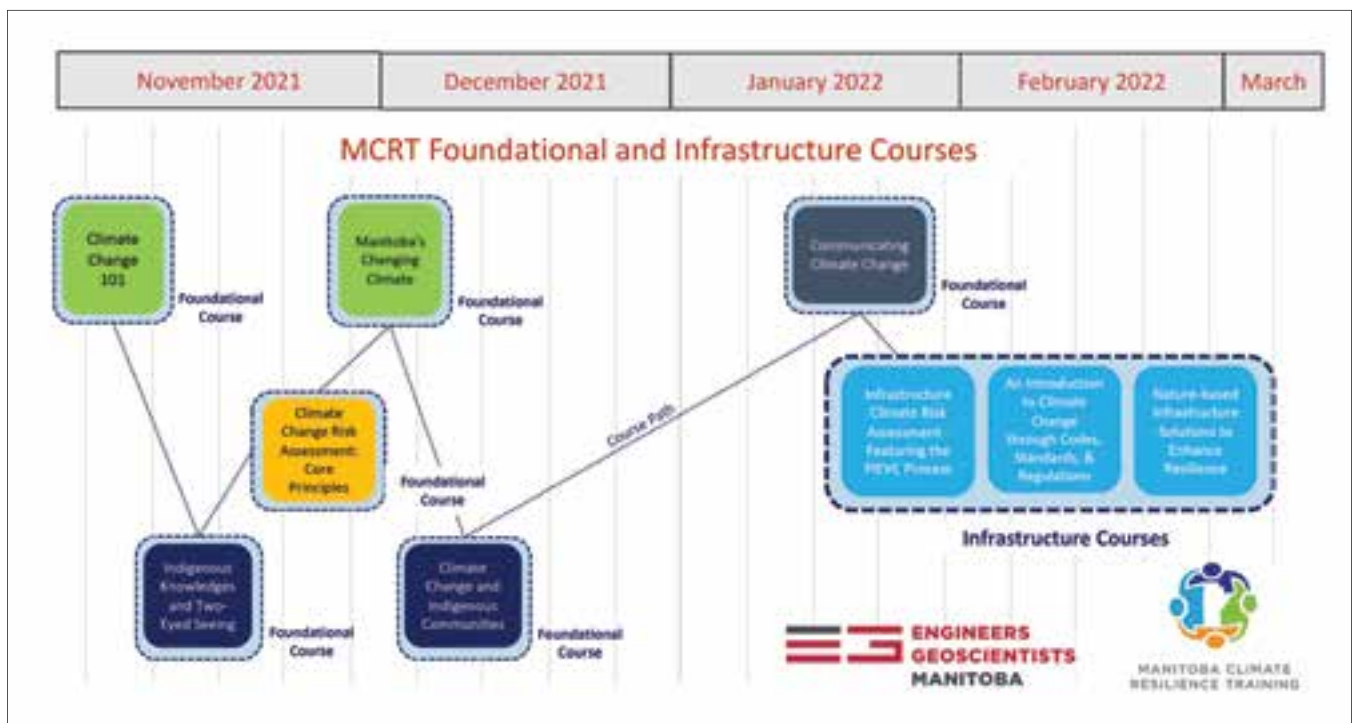 November 2021
December 2021
January 2022
February 2022
March
MCRT Foundational and Infrastructure Courses
Climate
Change
101
Foundational
Course
Manitoba's
Changing
Climate
Foundational
Course
Communicating
Climate Change
Foundational
Course
Climate
Change Risk
Assessment:
Core
Principles
Foundational
Course
Course Path
Infrastructure
Climate Risk
Assessment
Featuring the
PIEVC Process
An Introduction
to Climate
Change
through Codes,
Standards, &
Regulations
Nature-based
Infrastructure
Solutions to
Enhance
Resilience
Infrastructure Courses
Indigenous
Knowledges
and Two-
Eyed Seeing
Foundational
Course
Climate
Change and
Indigenous
Communities
Foundational
Course
ENGINEERS
GEOSCIENTISTS
MANITOBA
MANITOBA CLIMATE
RESILIENCE TRAINING